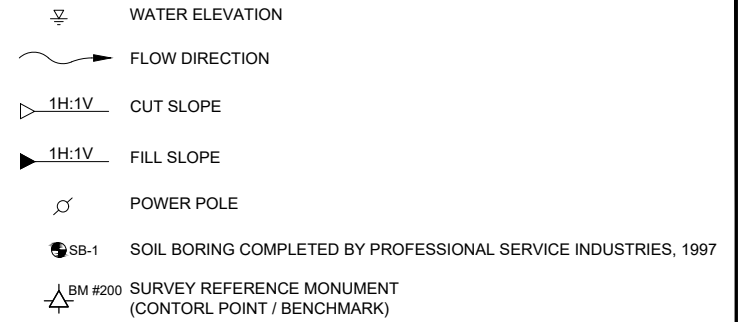 WATER ELEVATION
FLOW DIRECTION
1H:1V CUT SLOPE
1H:1V FILL SLOPE
POWER POLE
SB-1 SOIL BORING COMPLETED BY PROFESSIONAL SERVICE INDUSTRIES, 1997
BM #200 SURVEY REFERENCE MONUMENT
(CONTORL POINT / BENCHMARK)